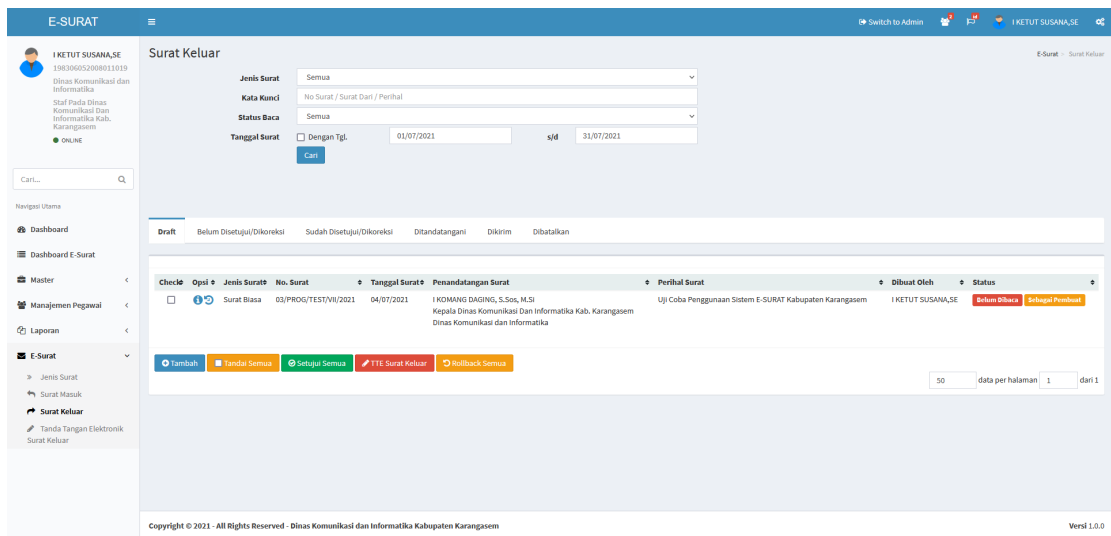 E-SURAT
Switch to Admin
I KETUT SUSANA,SE
I KETUT SUSANA,SE
198306052008011019
Dinas Komunikasi dan
Informatika
Staf Pada Dinas
Komunikasi Dan
Informatika Kab.
Karangasem
ONLINE
Cari...
Navigasi Utama
Dashboard
Dashboard E-Surat
Master
Manajemen Pegawai
Laporan
E-Surat
Jenis Surat
Surat Masuk
Surat Keluar
Tanda Tangan Elektronik
Surat Keluar
Surat Keluar
E-Surat > Surat Keluar
Jenis Surat Semua
Kata Kunci No Surat / Surat Dari / Perihal
Status Baca Semua
Tanggal Surat Dengan Tgl. 01/07/2021 s/d 31/07/2021
Cari
Draft Belum Disetujui/Dikoreksi Sudah Disetujui/Dikoreksi Ditandatangani Dikirim Dibatalkan
Check Opsi Jenis Surat No. Surat Tanggal Surat Penandatangan Surat Perihal Surat Dibuat Oleh Status
Surat Biasa 03/PROG/TEST/VII/2021 04/07/2021 I KOMANG DAGING, S.Sos, M.Si Uji Coba Penggunaan Sistem E-SURAT Kabupaten Karangasem I KETUT SUSANA,SE Belum Dibaca Sebagai Pembuat
Kepala Dinas Komunikasi Dan Informatika Kab. Karangasem
Dinas Komunikasi dan Informatika
Tambah Tandai Semua Setujui Semua TTE Surat Keluar Rollback Semua
50 data per halaman 1 dari 1
Copyright © 2021 - All Rights Reserved - Dinas Komunikasi dan Informatika Kabupaten Karangasem
Versi 1.0.0